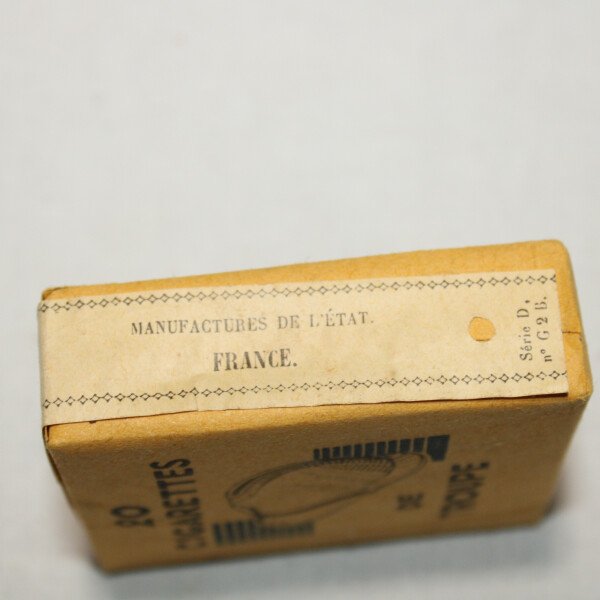 MANUFACTURES DE L'ÉTAT.
FRANCE.
Série D,
n° G 2 B.
20
CIGARETTES
DE
TROUPE